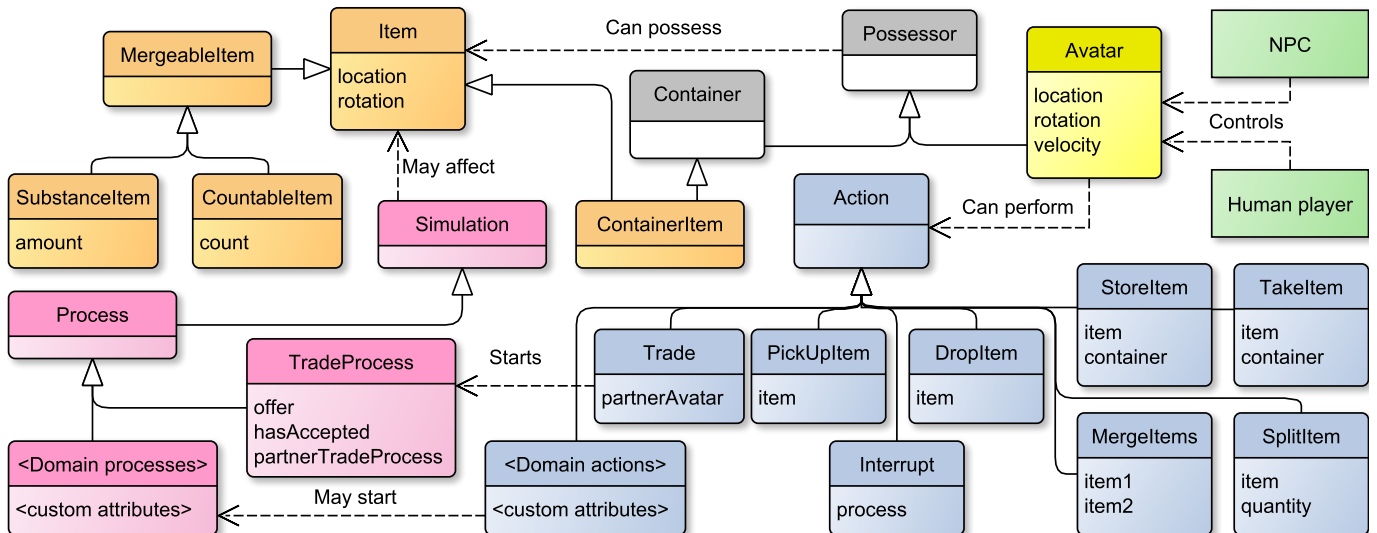 Item
location
rotation
MergeableItem
Can possess
Possessor
Avatar
location
rotation
velocity
NPC
Container
Controls
May affect
SubstanceItem
amount
CountableItem
count
Simulation
ContainerItem
Action
Can perform
Human player
Process
TradeProcess
offer
hasAccepted
partnerTradeProcess
Starts
Trade
partnerAvatar
PickUpItem
item
DropItem
item
StoreItem
item
container
TakeItem
item
container
<Domain processes>
<custom attributes>
May start
<Domain actions>
<custom attributes>
Interrupt
process
MergeItems
item1
item2
SplitItem
item
quantity